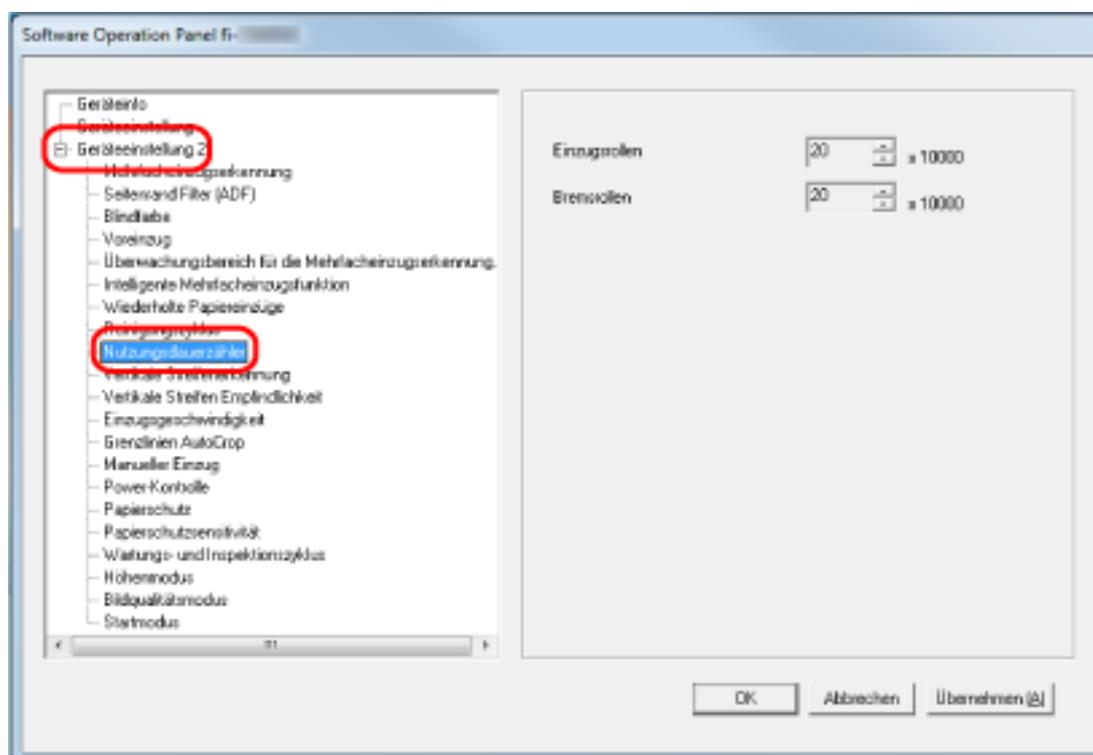 Software Operation Panel fi-
Geräteinfo
Geräteeinstellung
Geräteeinstellung 2
Mehrfacheinzugserkennung
Seitenrand Filter (ADF)
Blindfarbe
Voreinzug
Überwachungsbereich für die Mehrfacheinzugserkennung.
Intelligente Mehrfacheinzugsfunktion
Wiederholte Papiereinzüge
Reinigungszyklus
Nutzungsdauerzähler
Vertikale Streifenerkennung
Vertikale Streifen Empfindlichkeit
Einzugsgeschwindigkeit
Grenzlinien AutoCrop
Manueller Einzug
Power-Kontrolle
Papierschutz
Papierschutzsensitivität
Wartungs- und Inspektionszyklus
Höhenmodus
Bildqualitätsmodus
Startmodus
Einzugsrollen 20 x 10000
Bremsrollen 20 x 10000
OK Abbrechen Übernehmen (A)